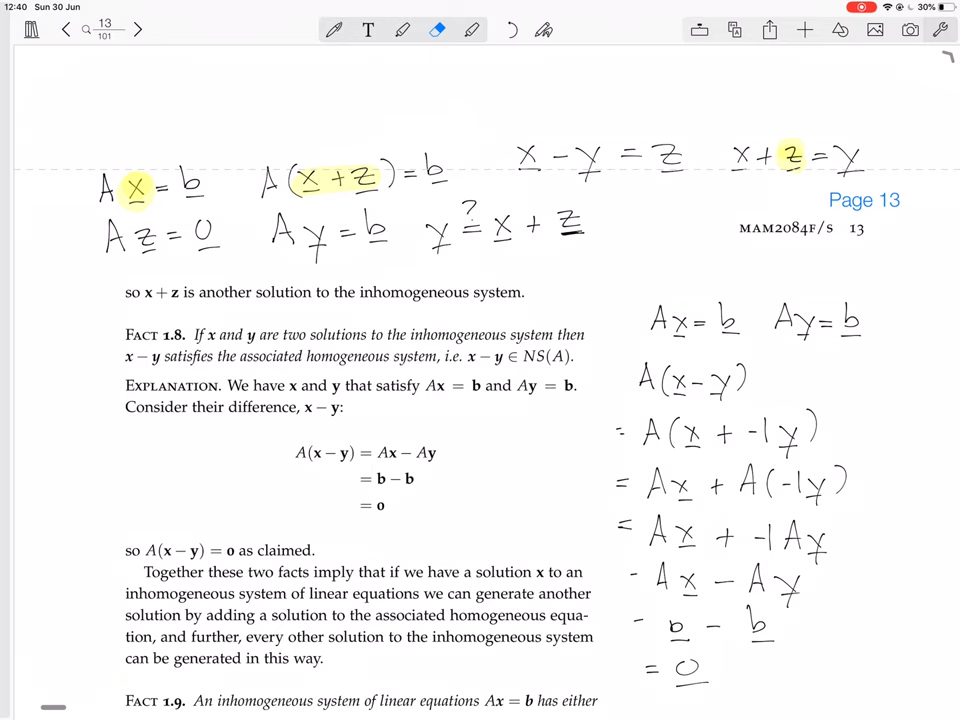 12:40 Sun 30 Jun 30%
13
101
T
A x = b A(x + z) = b x - y = z x + z = y
Page 13
A z = 0 A y = b y ?= x + z
MAM2084F/S 13
so x + z is another solution to the inhomogeneous system.
FACT 1.8. If x and y are two solutions to the inhomogeneous system then
x − y satisfies the associated homogeneous system, i.e. x − y ∈ NS(A).
EXPLANATION. We have x and y that satisfy Ax = b and Ay = b.
Consider their difference, x − y:
A(x − y) = Ax − Ay
= b − b
= 0
so A(x − y) = 0 as claimed.
Together these two facts imply that if we have a solution x to an
inhomogeneous system of linear equations we can generate another
solution by adding a solution to the associated homogeneous equa-
tion, and further, every other solution to the inhomogeneous system
can be generated in this way.
FACT 1.9. An inhomogeneous system of linear equations Ax = b has either
Ax = b Ay = b
A(x - y)
= A(x + -1y)
= Ax + A(-1y)
= Ax + -1Ay
- Ax - Ay
- b - b
= 0